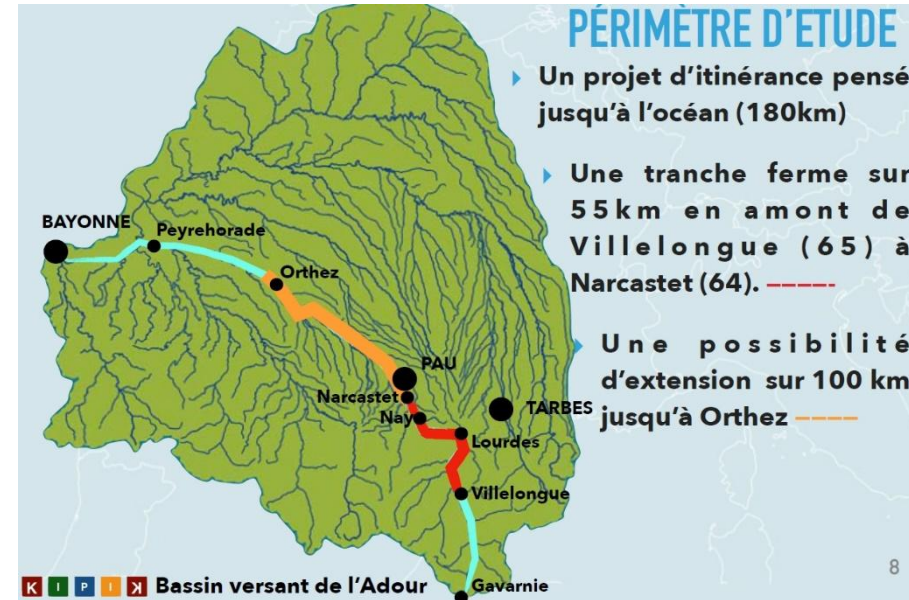 PÉRIMÈTRE D'ETUDE
Un projet d'itinérance pensé
jusqu'à l'océan (180km)
Une tranche ferme sur
55km en amont de
Villelongue (65) à
Narcastet (64).
Une possibilité
d'extension sur 100 km
jusqu'à Orthez
BAYONNE
Peyrehorade
Orthez
PAU
Narcastet
Nay
TARBES
Lourdes
Villelongue
Gavarnie
KIPIK Bassin versant de l'Adour
8